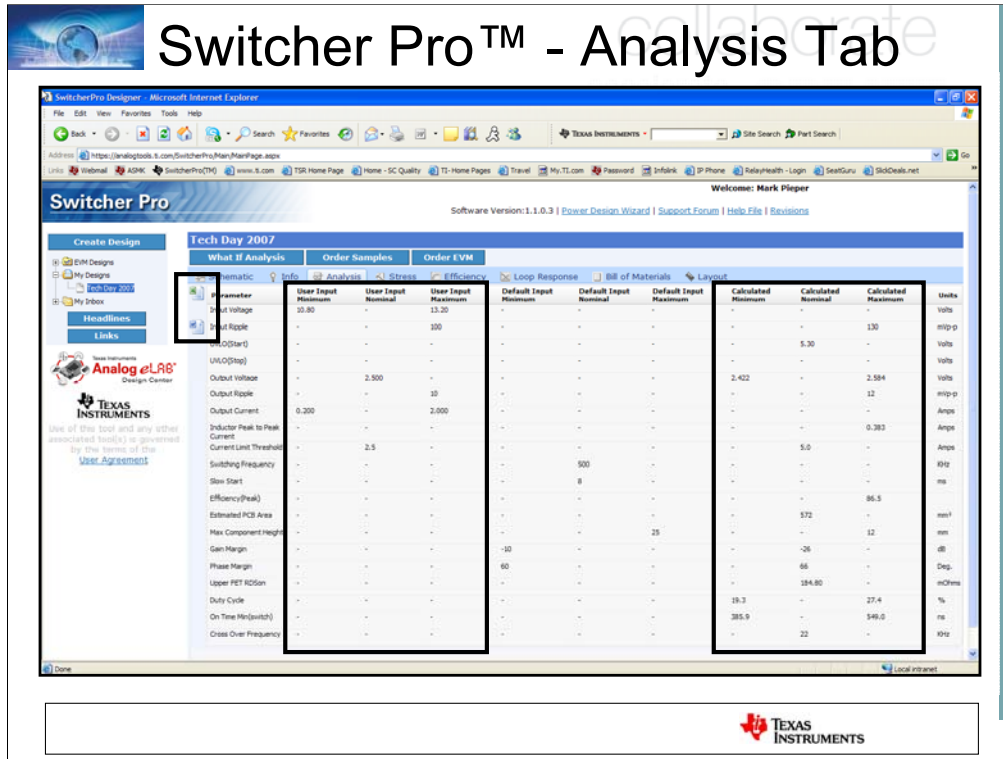 collaborate
Switcher Pro™ - Analysis Tab
SwitcherPro Designer - Microsoft Internet Explorer
File Edit View Favorites Tools Help
Back Search Favorites TEXAS INSTRUMENTS Site Search Part Search
Address https://analogtools.ti.com/SwitcherPro/Main/MainPage.aspx Go
Links Webmail ASMK SwitcherPro(TM) www.ti.com TSR Home Page Home - SC Quality TI-Home Pages Travel My.TI.com Password Infolink IP Phone RelayHealth - Login SeatGuru SlickDeals.net
Welcome: Mark Pieper
Switcher Pro
Software Version:1.1.0.3 | Power Design Wizard | Support Forum | Help File | Revisions
Create Design
EVM Designs
My Designs
Tech Day 2007
My Inbox
Headlines
Links
Texas Instruments
Analog eLAB™
Design Center
TEXAS
INSTRUMENTS
Use of this tool and any other
associated tool(s) is governed
by the terms of the
User Agreement
Tech Day 2007
What If Analysis Order Samples Order EVM
Schematic Info Analysis Stress Efficiency Loop Response Bill of Materials Layout
Parameter User Input Minimum User Input Nominal User Input Maximum Default Input Minimum Default Input Nominal Default Input Maximum Calculated Minimum Calculated Nominal Calculated Maximum Units
Input Voltage 10.80 - 13.20 - - - - - - Volts
Input Ripple - - 100 - - - - - 130 mVp-p
UVLO(Start) - - - - - - - 5.30 - Volts
UVLO(Stop) - - - - - - - - - Volts
Output Voltage - 2.500 - - - - 2.422 - 2.584 Volts
Output Ripple - - 10 - - - - - 12 mVp-p
Output Current 0.200 - 2.000 - - - - - - Amps
Inductor Peak to Peak Current - - - - - - - - 0.383 Amps
Current Limit Threshold - 2.5 - - - - - 5.0 - Amps
Switching Frequency - - - - 500 - - - - KHz
Slow Start - - - - 8 - - - - ms
Efficiency(Peak) - - - - - - - - 86.5
Estimated PCB Area - - - - - - - 572 - mm²
Max Component Height - - - - - 25 - - 12 mm
Gain Margin - - - -10 - - - -26 - dB
Phase Margin - - - 60 - - - 66 - Deg.
Upper FET RDSon - - - - - - - 184.80 - mOhms
Duty Cycle - - - - - - 19.3 - 27.4 %
On Time Min(switch) - - - - - - 385.9 - 549.0 ns
Cross Over Frequency - - - - - - - 22 - KHz
Done Local intranet
TEXAS
INSTRUMENTS